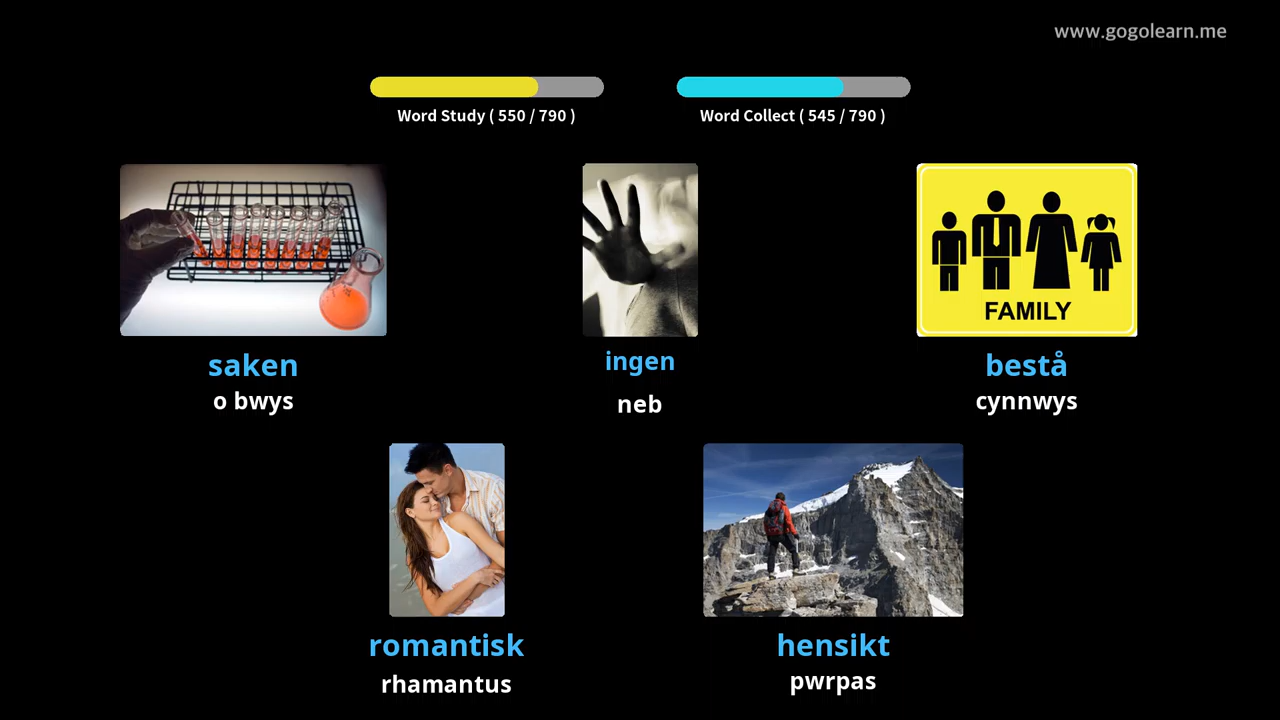 www.gogolearn.me
Word Study ( 550 / 790 )
Word Collect ( 545 / 790 )
FAMILY
saken
o bwys
ingen
neb
bestå
cynnwys
romantisk
rhamantus
hensikt
pwrpas